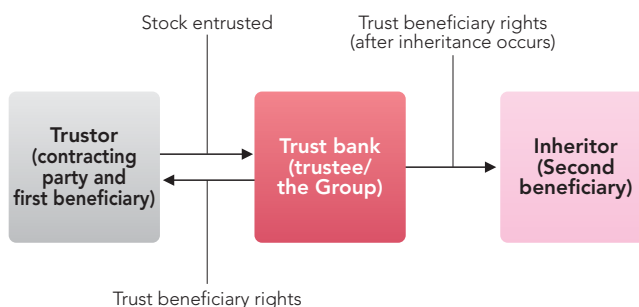 Stock entrusted
Trust beneficiary rights
(after inheritance occurs)
Trustor
(contracting
party and
first beneficiary)
Trust bank
(trustee/
the Group)
Inheritor
(Second
beneficiary)
Trust beneficiary rights